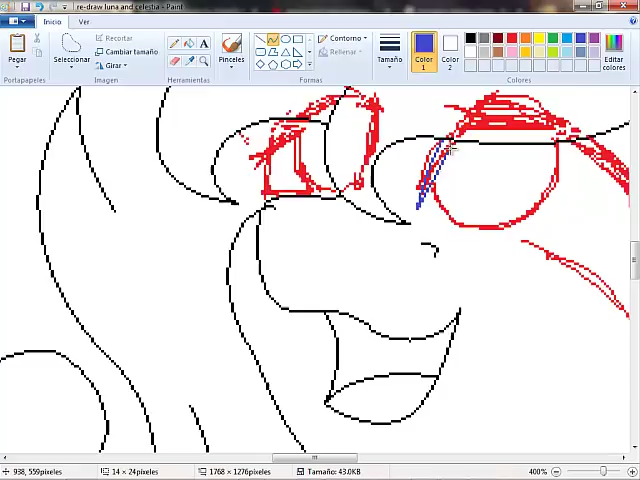 re-draw luna and celestia - Paint
Inicio Ver
Pegar
Seleccionar
Recortar
Cambiar tamaño
Girar
A
Pinceles
Contorno
Rellenar
Tamaño
Color 1
Color 2
Editar colores
Portapapeles Imagen Herramientas Formas Colores
938, 559píxeles 14 × 24píxeles 1768 × 1276píxeles Tamaño: 43.0KB 400%